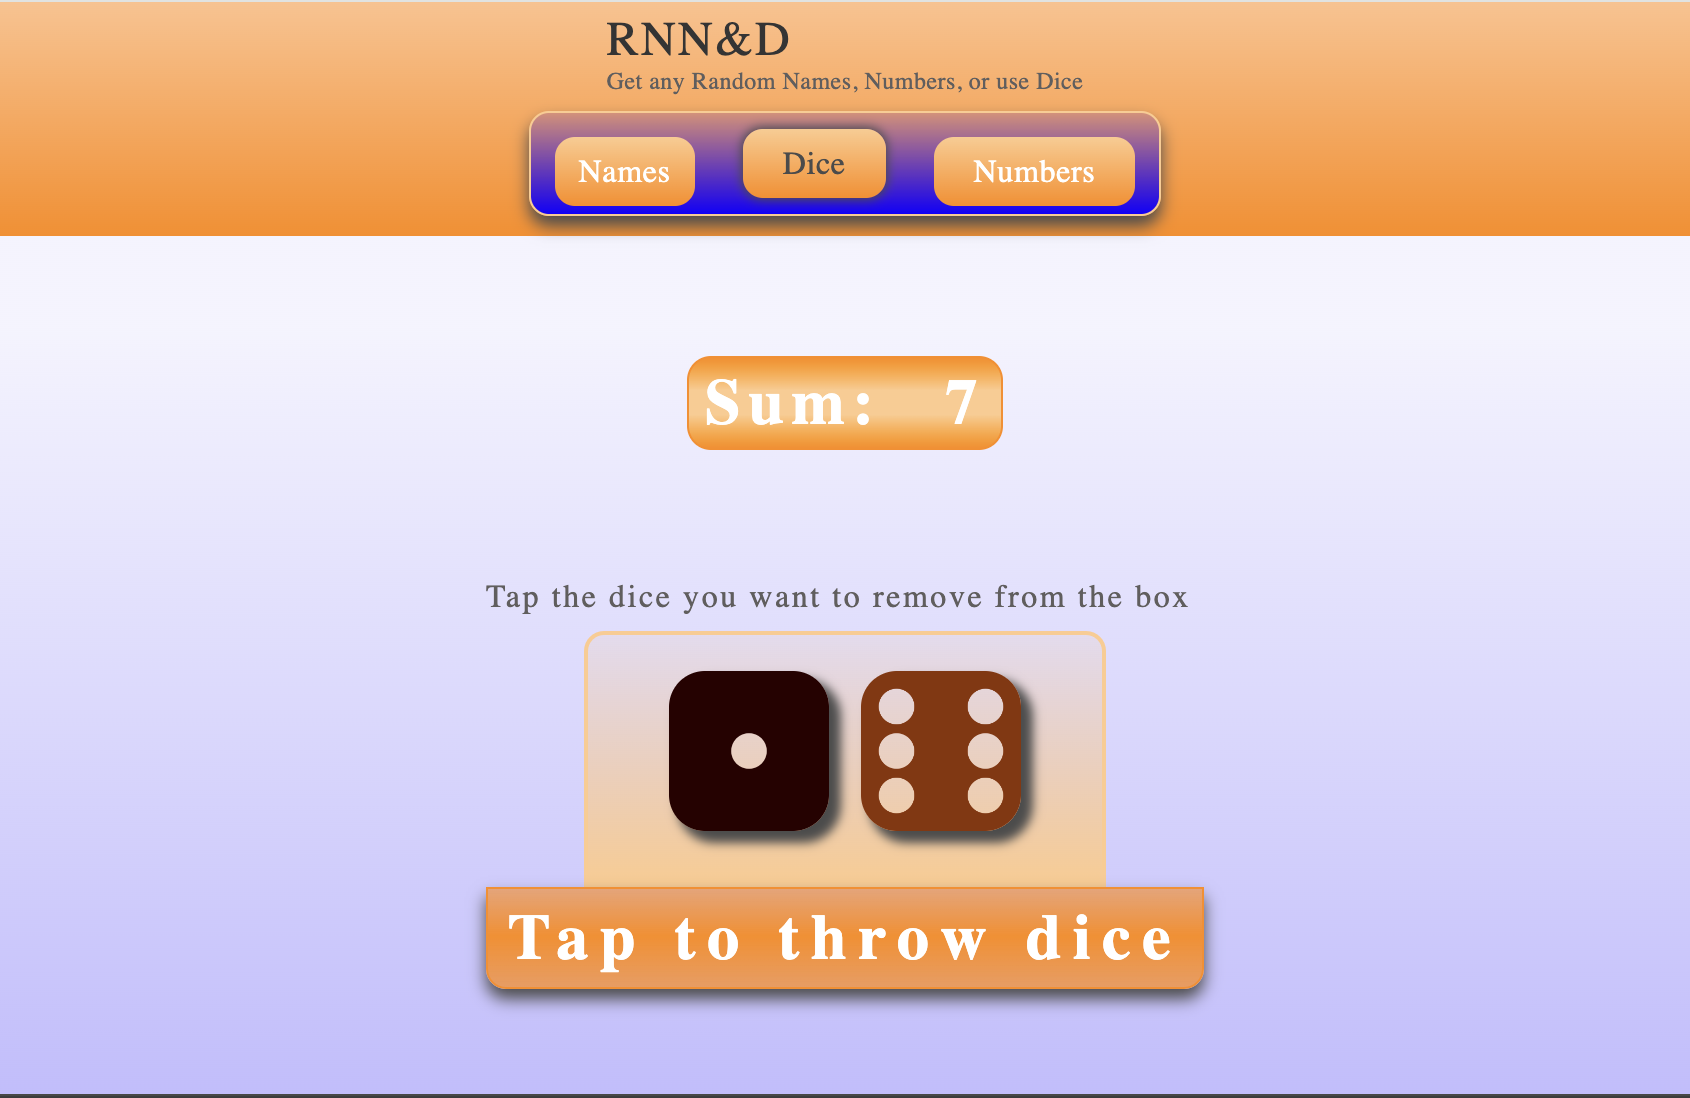 RNN&D
Get any Random Names, Numbers, or use Dice
Names Dice Numbers
Sum: 7
Tap the dice you want to remove from the box
Tap to throw dice